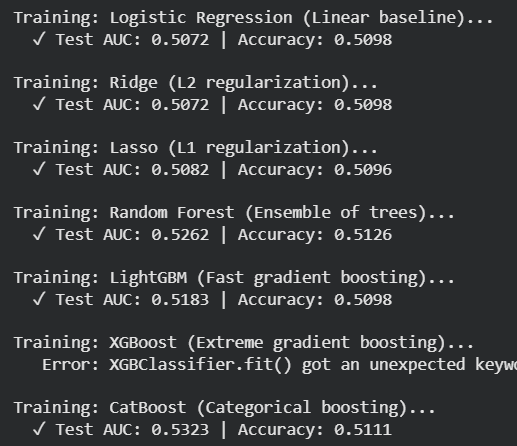 Training: Logistic Regression (Linear baseline)...
✓ Test AUC: 0.5072 | Accuracy: 0.5098
Training: Ridge (L2 regularization)...
✓ Test AUC: 0.5072 | Accuracy: 0.5098
Training: Lasso (L1 regularization)...
✓ Test AUC: 0.5082 | Accuracy: 0.5096
Training: Random Forest (Ensemble of trees)...
✓ Test AUC: 0.5262 | Accuracy: 0.5126
Training: LightGBM (Fast gradient boosting)...
✓ Test AUC: 0.5183 | Accuracy: 0.5098
Training: XGBoost (Extreme gradient boosting)...
Error: XGBClassifier.fit() got an unexpected keyw
Training: CatBoost (Categorical boosting)...
✓ Test AUC: 0.5323 | Accuracy: 0.5111